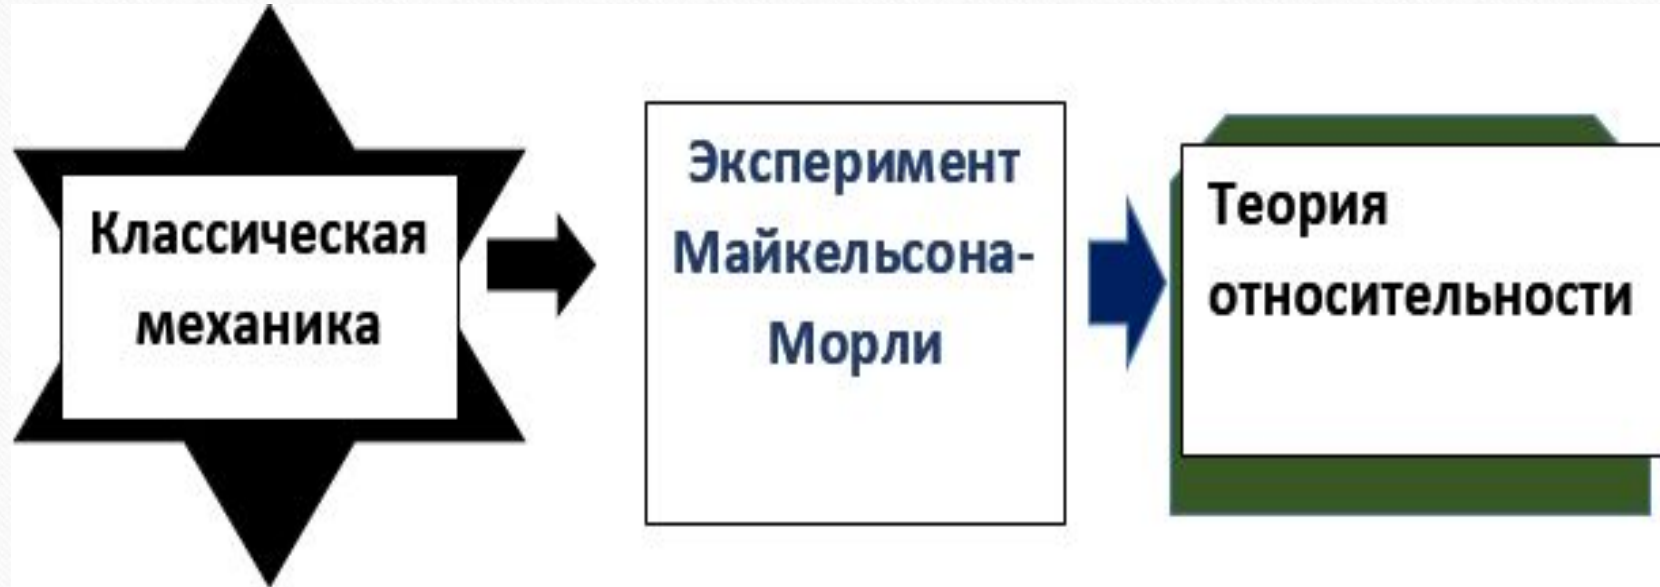 Классическая
механика
Эксперимент
Майкельсона-
Морли
Теория
относительности